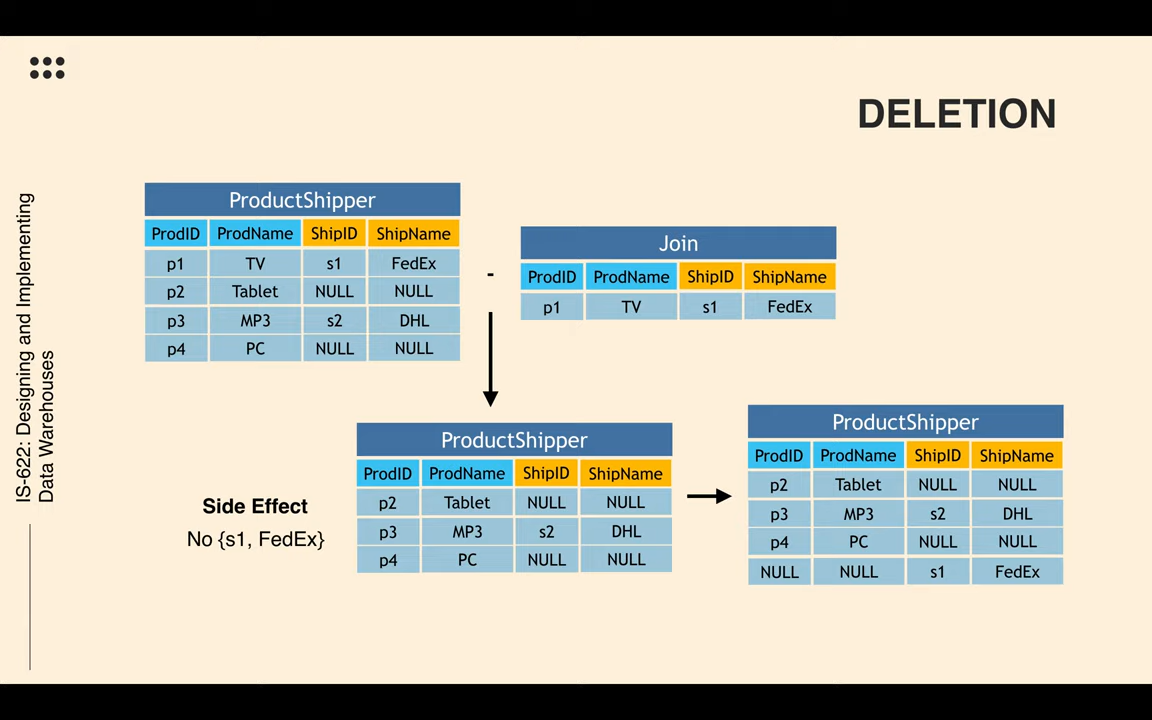 DELETION
IS-622: Designing and Implementing
Data Warehouses
ProductShipper
ProdID ProdName ShipID ShipName
p1 TV s1 FedEx
p2 Tablet NULL NULL
p3 MP3 s2 DHL
p4 PC NULL NULL
-
Join
ProdID ProdName ShipID ShipName
p1 TV s1 FedEx
Side Effect
No {s1, FedEx}
ProductShipper
ProdID ProdName ShipID ShipName
p2 Tablet NULL NULL
p3 MP3 s2 DHL
p4 PC NULL NULL
ProductShipper
ProdID ProdName ShipID ShipName
p2 Tablet NULL NULL
p3 MP3 s2 DHL
p4 PC NULL NULL
NULL NULL s1 FedEx